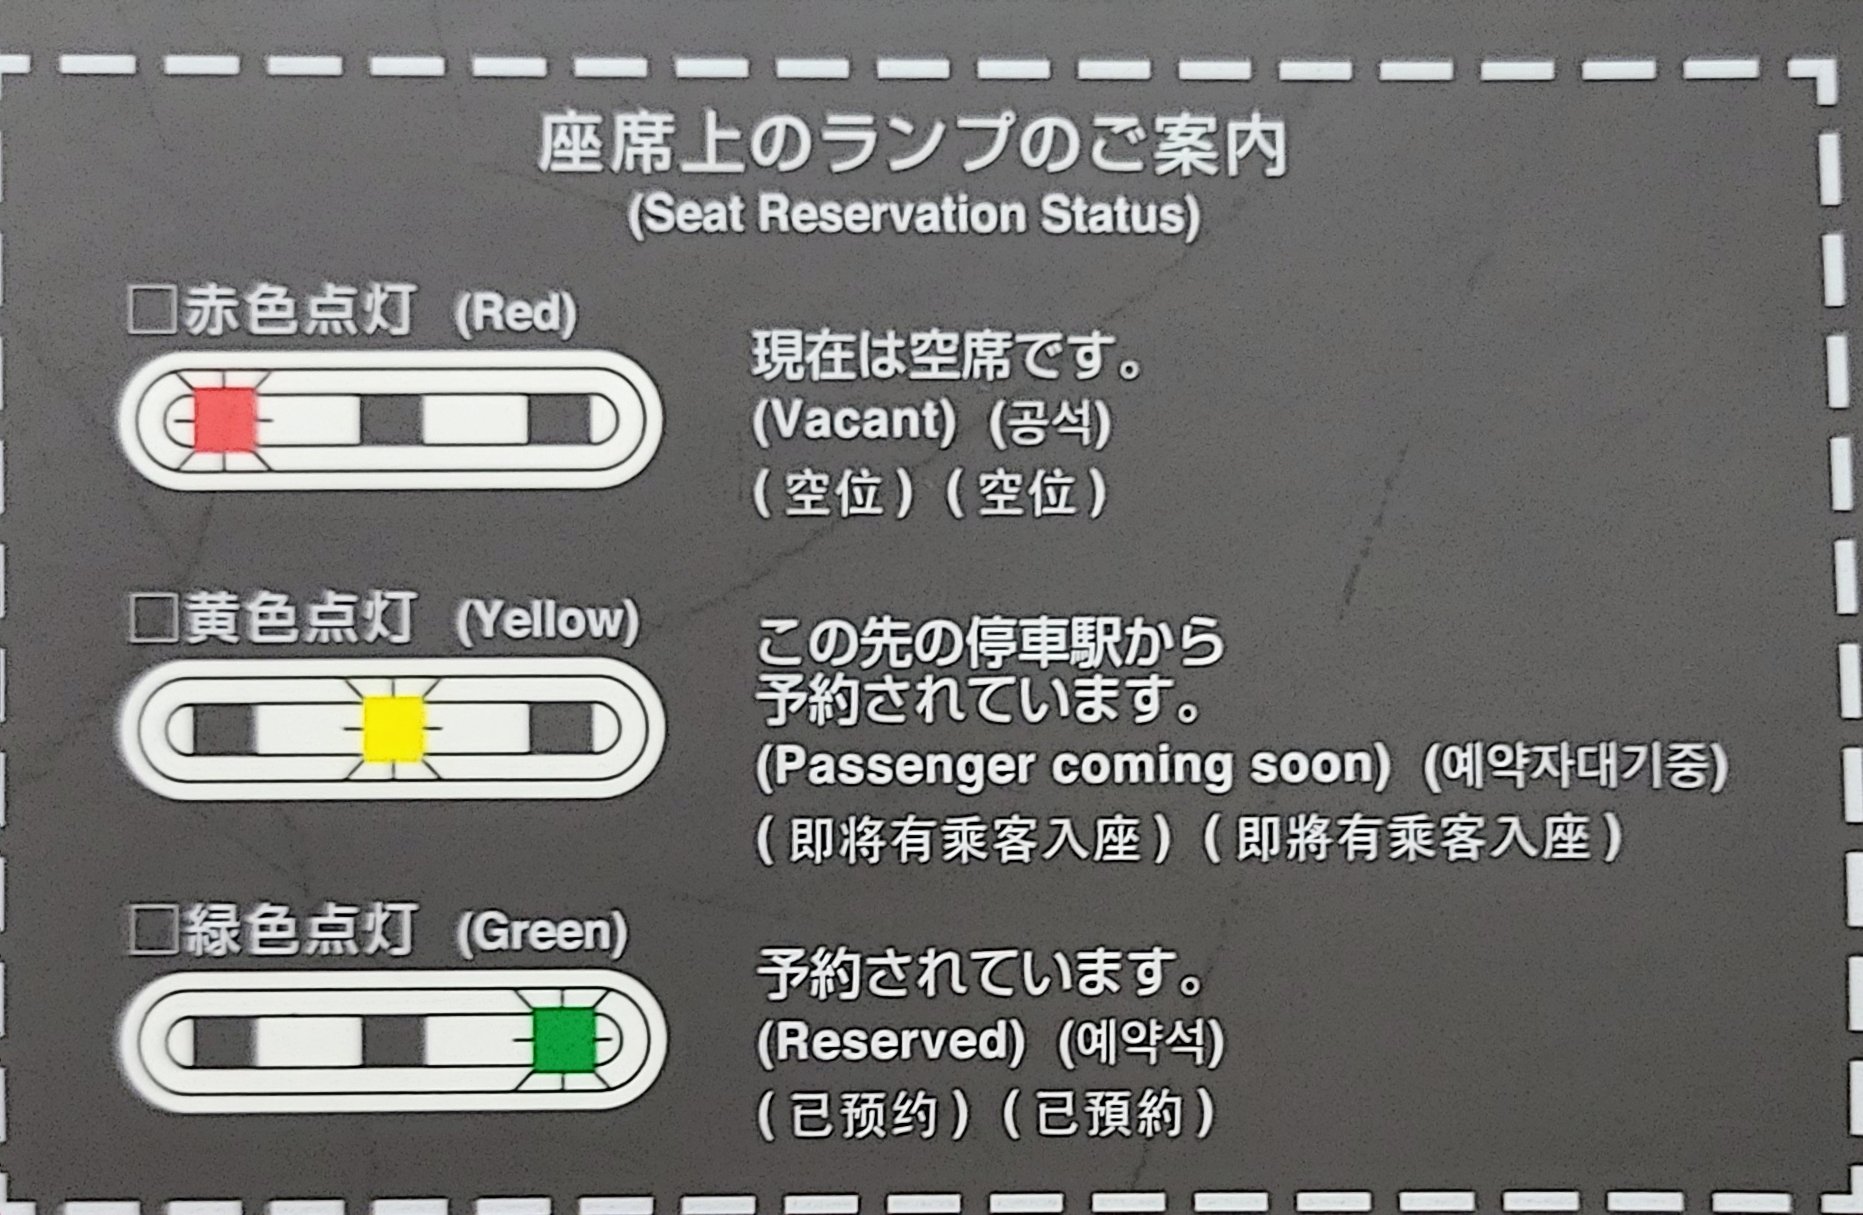 座席上のランプのご案内
(Seat Reservation Status)
□赤色点灯 (Red)
現在は空席です。
(Vacant) (공석)
(空位) (空位)
□黄色点灯 (Yellow)
この先の停車駅から
予約されています。
(Passenger coming soon) (예약자대기중)
(即将有乘客入座) (即將有乘客入座)
□緑色点灯 (Green)
予約されています。
(Reserved) (예약석)
(已预约) (已預約)